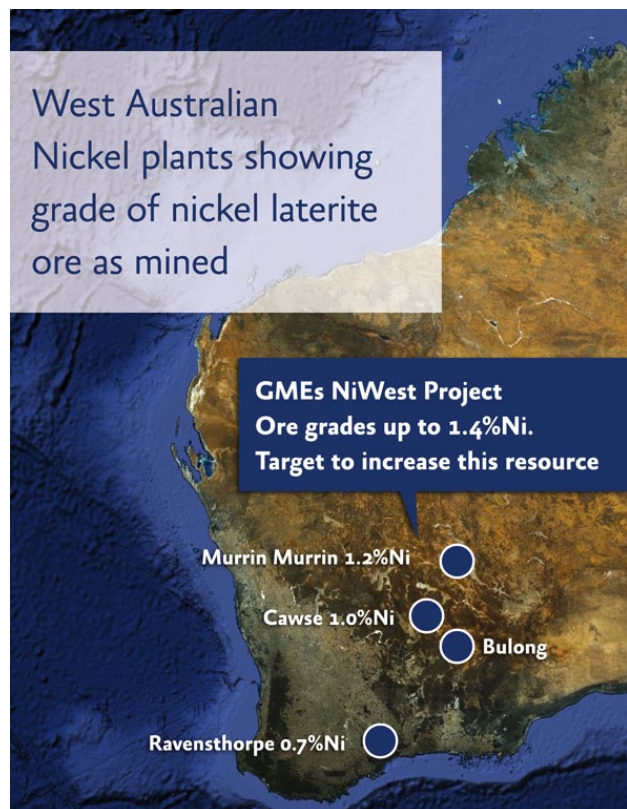 West Australian
Nickel plants showing
grade of nickel laterite
ore as mined
GMEs NiWest Project
Ore grades up to 1.4%Ni.
Target to increase this resource
Murrin Murrin 1.2%Ni
Cawse 1.0%Ni
Bulong
Ravensthorpe 0.7%Ni